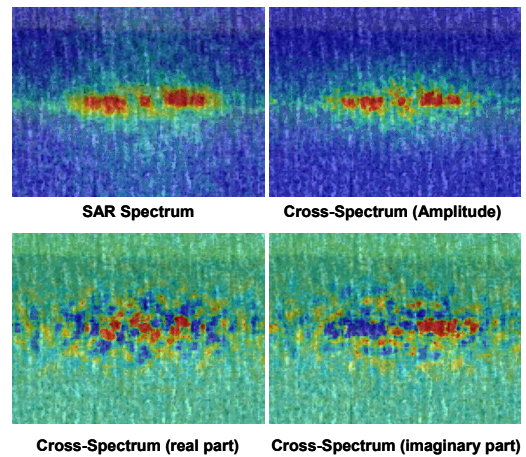 SAR Spectrum
Cross-Spectrum (Amplitude)
Cross-Spectrum (real part)
Cross-Spectrum (imaginary part)